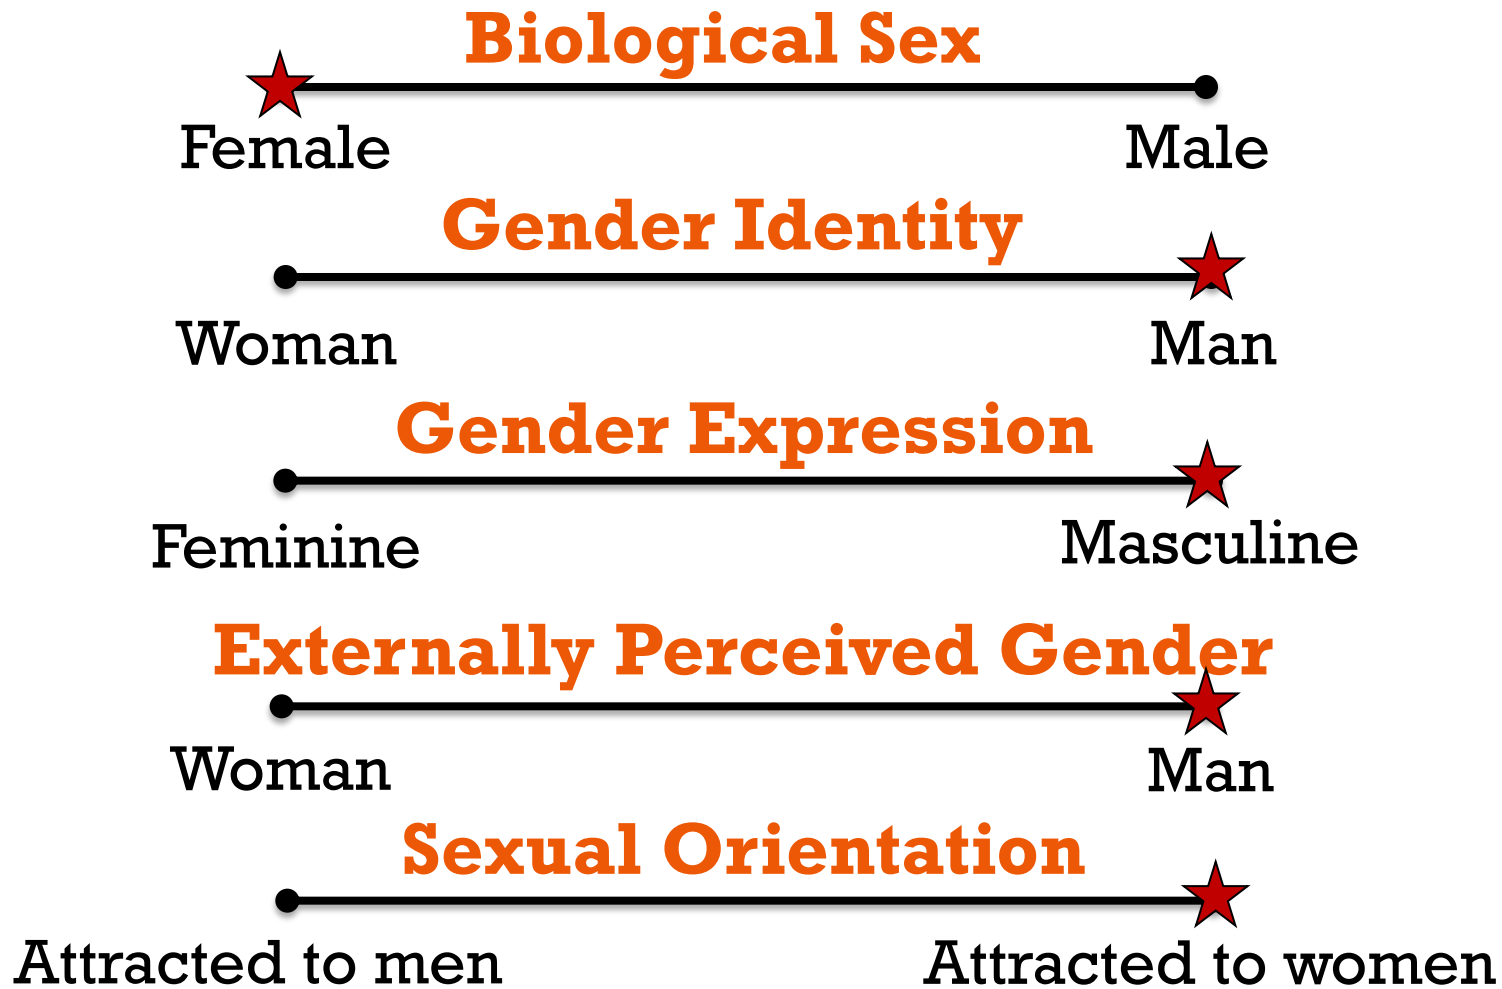 Biological Sex
Female Male
Gender Identity
Woman Man
Gender Expression
Feminine Masculine
Externally Perceived Gender
Woman Man
Sexual Orientation
Attracted to men Attracted to women